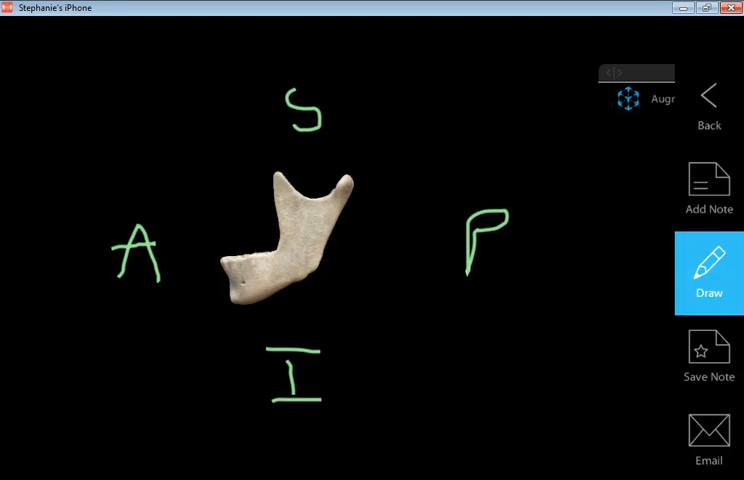 Stephanie's iPhone
S
Augr
Back
Add Note
A
P
Draw
I
Save Note
Email